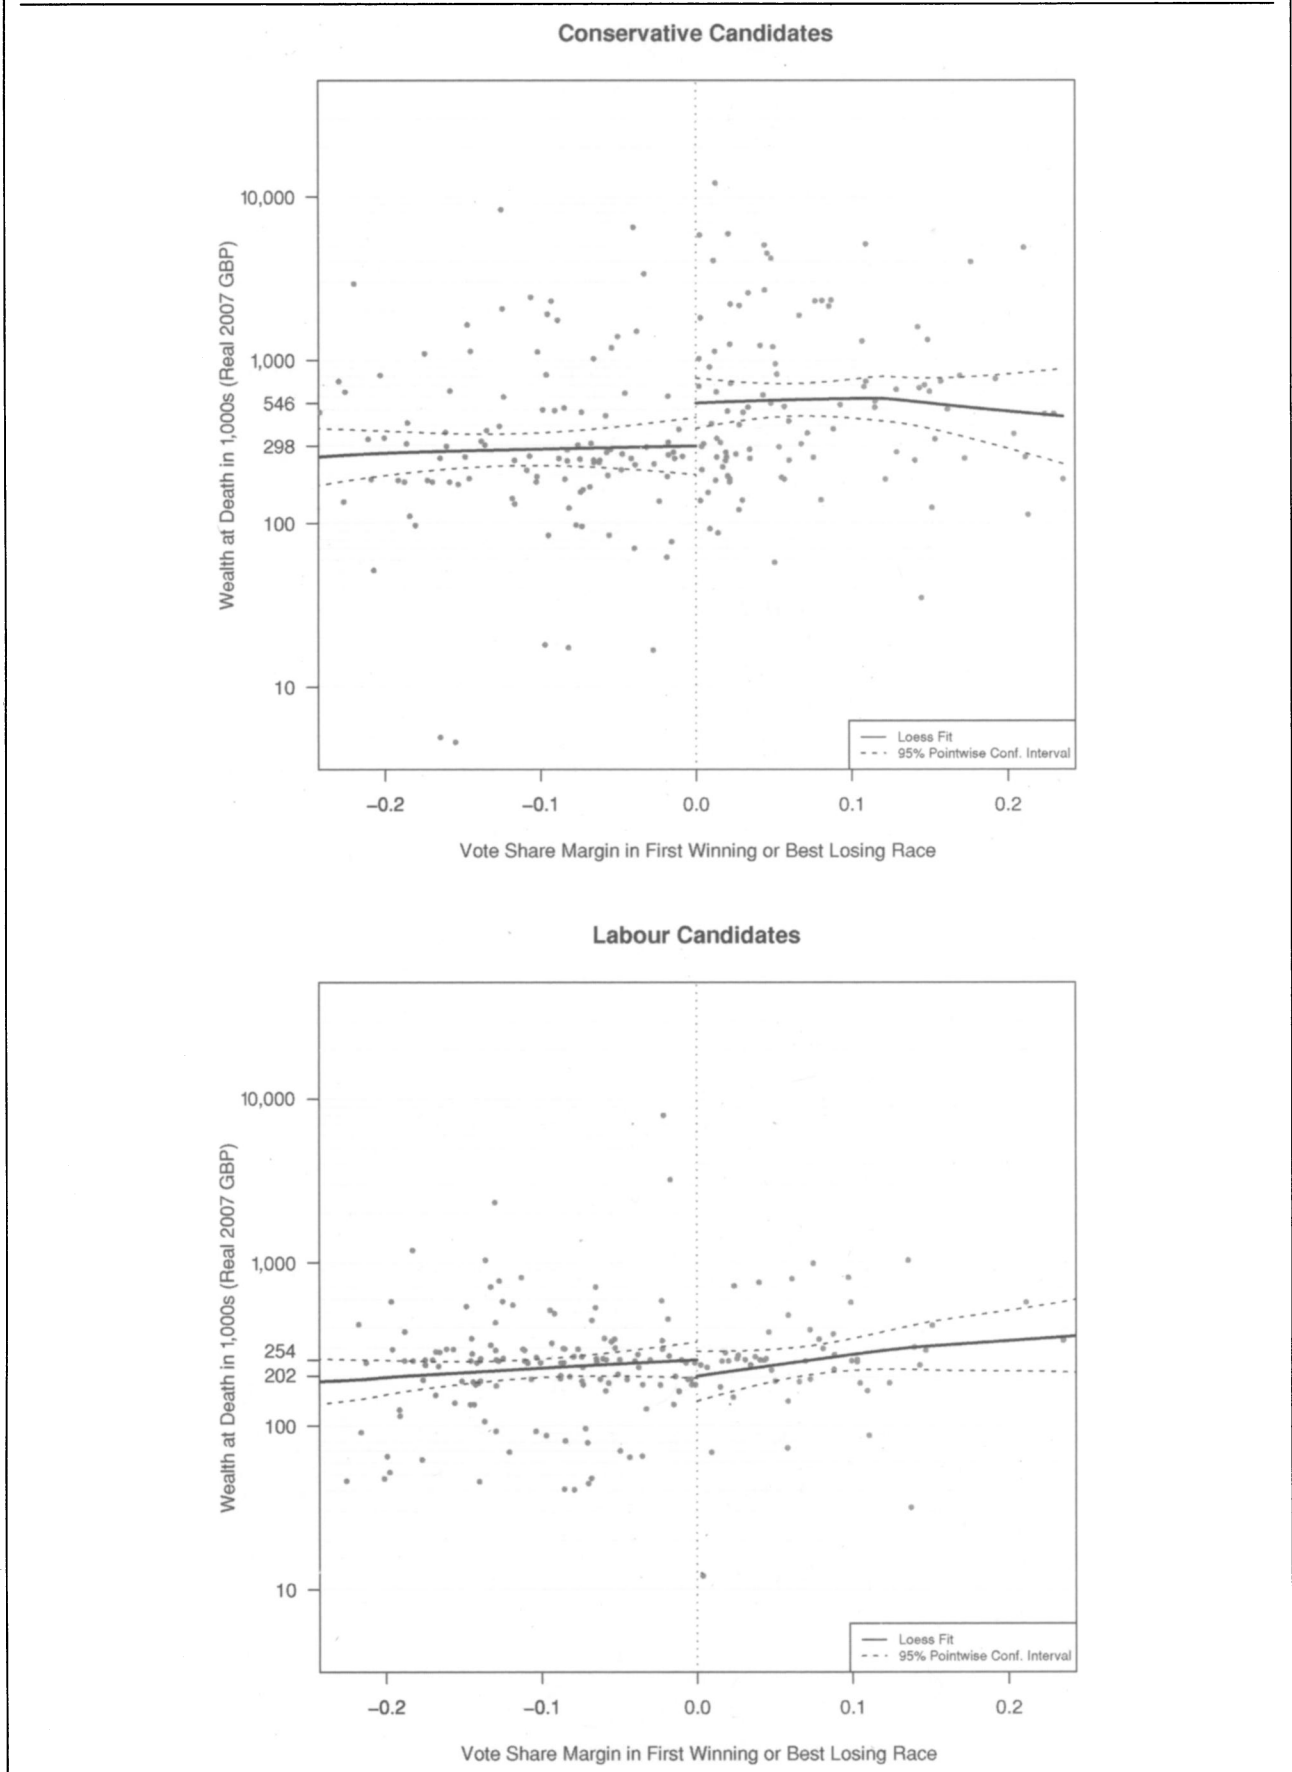 Conservative Candidates
Wealth at Death in 1,000s (Real 2007 GBP)
10,000
1,000
546
298
100
10
Loess Fit
95% Pointwise Conf. Interval
−0.2
−0.1
0.0
0.1
0.2
Vote Share Margin in First Winning or Best Losing Race
Labour Candidates
Wealth at Death in 1,000s (Real 2007 GBP)
10,000
1,000
254
202
100
10
Loess Fit
95% Pointwise Conf. Interval
−0.2
−0.1
0.0
0.1
0.2
Vote Share Margin in First Winning or Best Losing Race